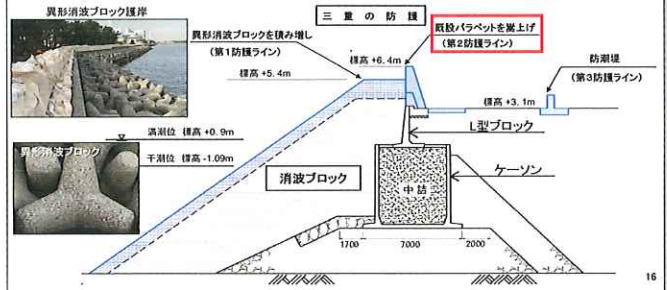 異形消波ブロック護岸
三重の防護
異形消波ブロックを積み増し
(第1防護ライン)
既設パラペットを嵩上げ
(第2防護ライン)
標高+6.4m
標高+5.4m
防潮堤
(第3防護ライン)
標高+3.1m
L型ブロック
満潮位 標高+0.9m
異形消波ブロック
干潮位 標高-1.09m
消波ブロック
ケーソン
中詰
1700
7000
2000
16